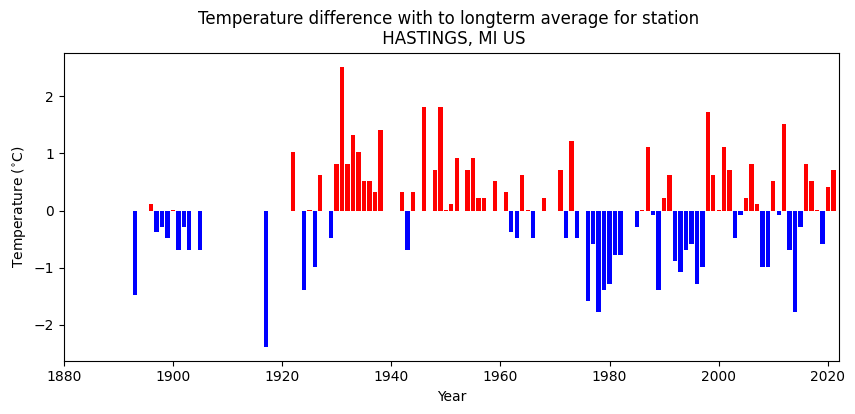 Temperature difference with to longterm average for station
HASTINGS, MI US
Temperature (°C)
2
1
0
−1
−2
1880 1900 1920 1940 1960 1980 2000 2020
Year